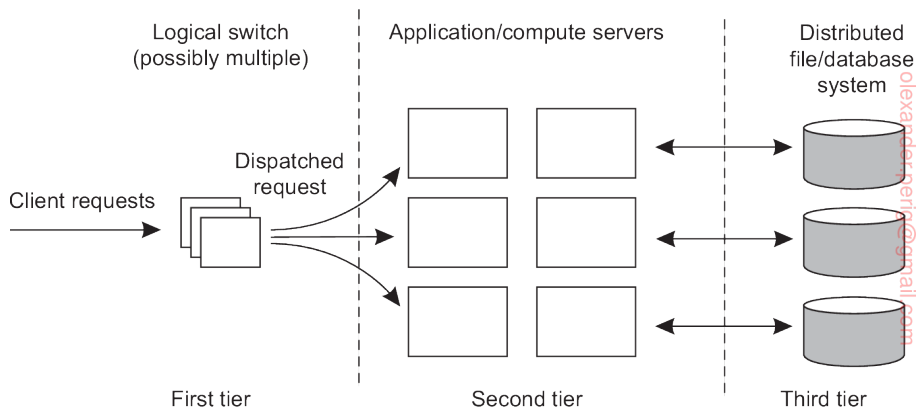 Logical switch
(possibly multiple)
Application/compute servers
Distributed
file/database
system
Dispatched
request
Client requests
First tier
Second tier
Third tier
olexander.perig@gmail.com